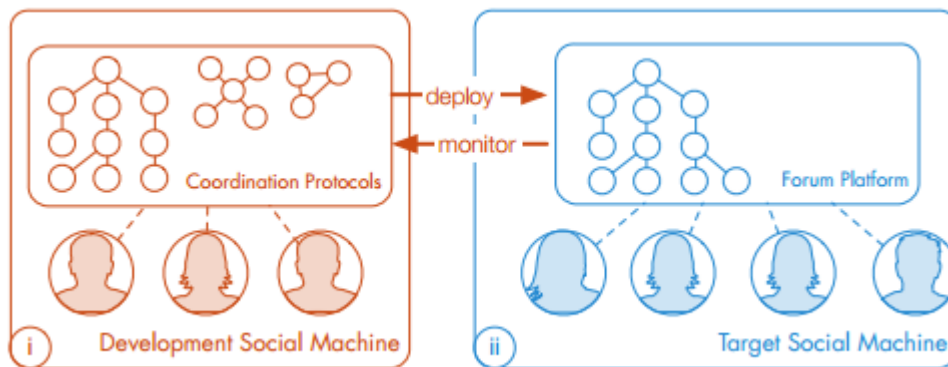 deploy
monitor
Coordination Protocols
Forum Platform
i
Development Social Machine
ii
Target Social Machine